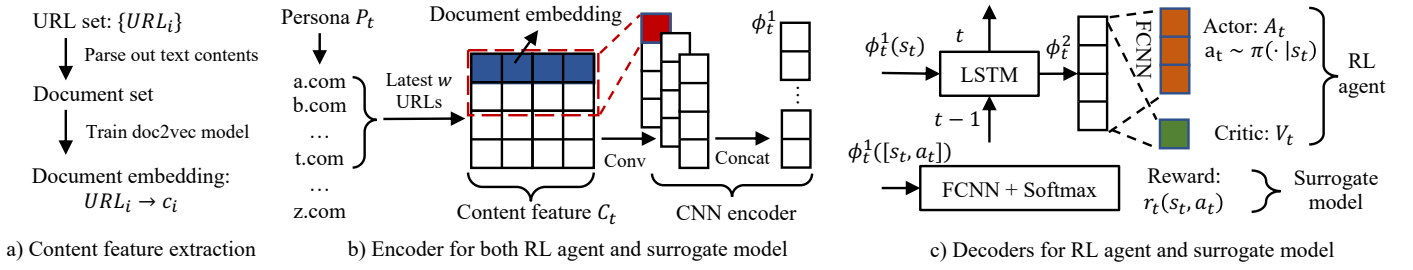 URL set: {URL_i}
Parse out text contents
Document set
Train doc2vec model
Document embedding:
URL_i → c_i
a) Content feature extraction
Persona P_t
a.com
b.com
…
t.com
…
z.com
Latest w
URLs
Document embedding
Content feature C_t
Conv
Concat
ϕ_t^1
…
CNN encoder
b) Encoder for both RL agent and surrogate model
ϕ_t^1(s_t)
t
LSTM
t − 1
ϕ_t^2
FCNN
Actor: A_t
a_t ~ π(· |s_t)
Critic: V_t
RL
agent
ϕ_t^1([s_t, a_t])
FCNN + Softmax
Reward:
r_t(s_t, a_t)
Surrogate
model
c) Decoders for RL agent and surrogate model